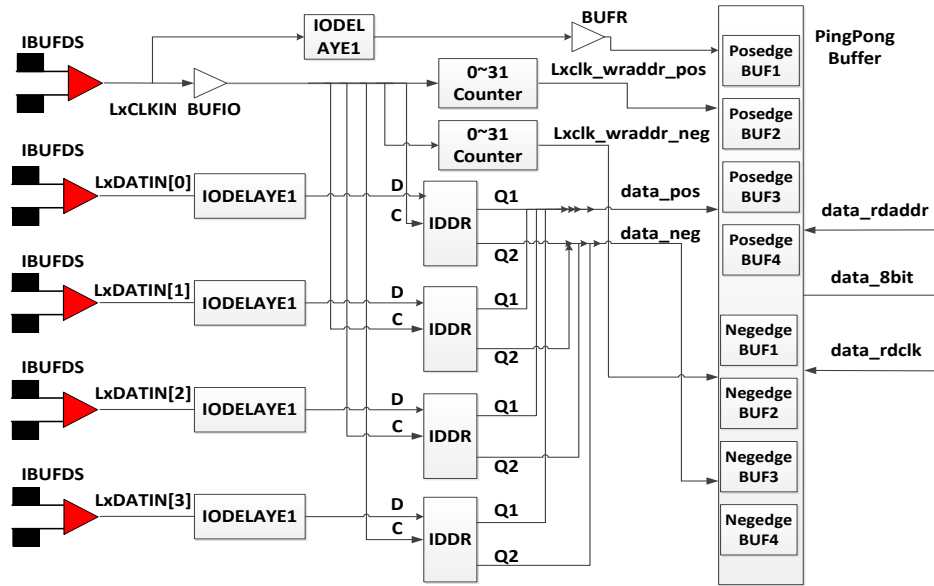 IBUFDS
LxCLKIN
BUFIO
IODEL
AYE1
BUFR
0~31
Counter
Lxclk_wraddr_pos
0~31
Counter
Lxclk_wraddr_neg
IBUFDS
LxDATIN[0]
IODELAYE1
D
C
IDDR
Q1
Q2
data_pos
data_neg
IBUFDS
LxDATIN[1]
IODELAYE1
D
C
IDDR
Q1
Q2
IBUFDS
LxDATIN[2]
IODELAYE1
D
C
IDDR
Q1
Q2
IBUFDS
LxDATIN[3]
IODELAYE1
D
C
IDDR
Q1
Q2
Posedge
BUF1
Posedge
BUF2
Posedge
BUF3
Posedge
BUF4
Negedge
BUF1
Negedge
BUF2
Negedge
BUF3
Negedge
BUF4
PingPong
Buffer
data_rdaddr
data_8bit
data_rdclk